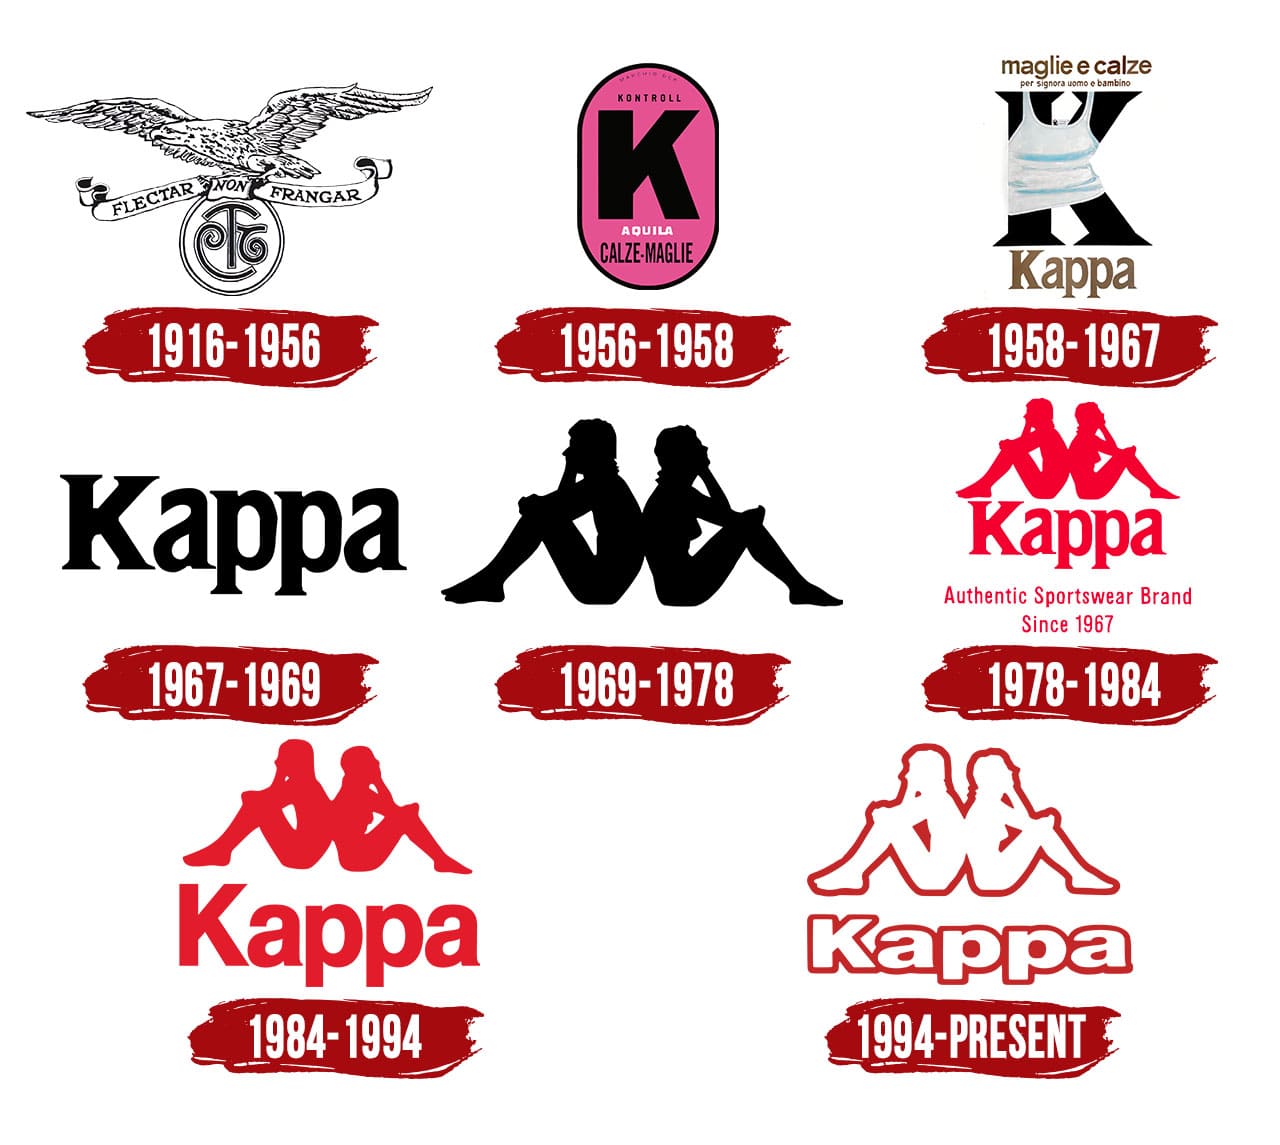 FLECTAR NON FRANGAR
1916-1956
KONTROLL
K
AQUILA
CALZE-MAGLIE
1956-1958
maglie e calze
per signora uomo e bambino
K
Kappa
1958-1967
Kappa
1967-1969
1969-1978
Kappa
Authentic Sportswear Brand
Since 1967
1978-1984
Kappa
1984-1994
Kappa
1994-PRESENT